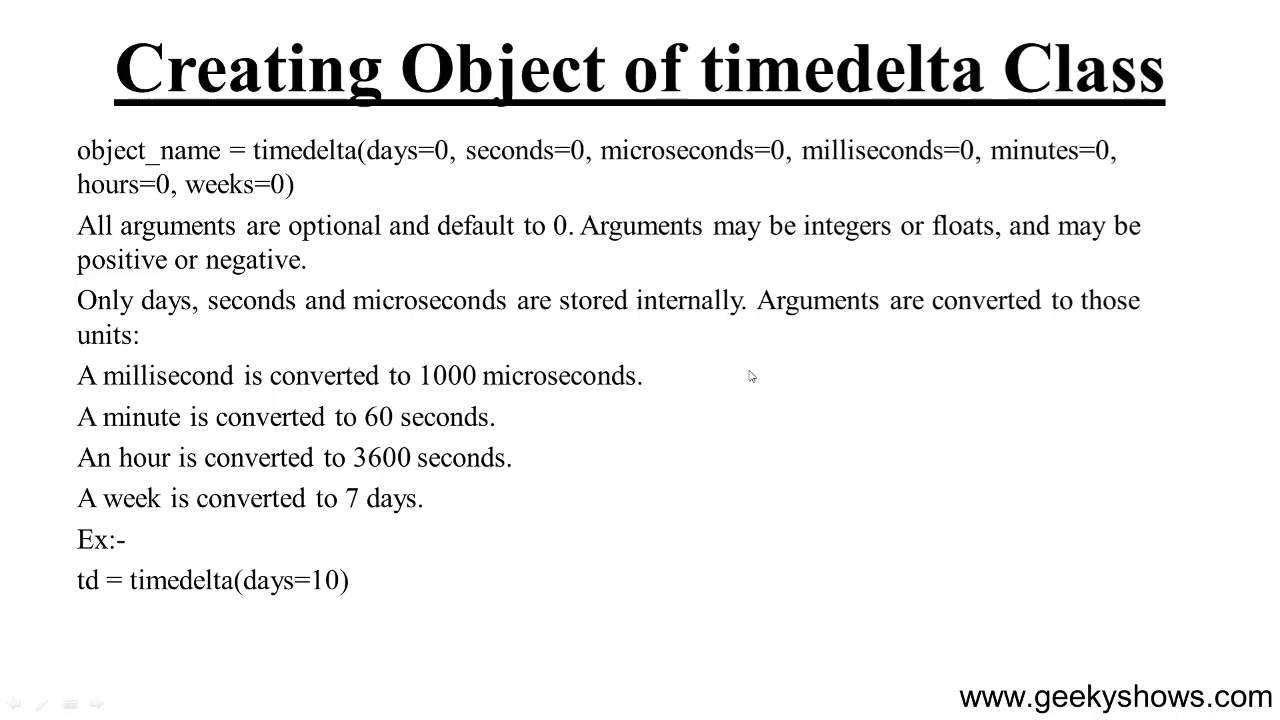 Creating Object of timedelta Class
object_name = timedelta(days=0, seconds=0, microseconds=0, milliseconds=0, minutes=0,
hours=0, weeks=0)
All arguments are optional and default to 0. Arguments may be integers or floats, and may be
positive or negative.
Only days, seconds and microseconds are stored internally. Arguments are converted to those
units:
A millisecond is converted to 1000 microseconds.
A minute is converted to 60 seconds.
An hour is converted to 3600 seconds.
A week is converted to 7 days.
Ex:-
td = timedelta(days=10)
www.geekyshows.com